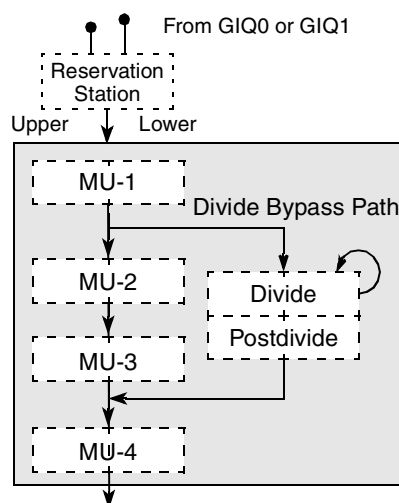 From GIQ0 or GIQ1
Reservation
Station
Upper Lower
MU-1
Divide Bypass Path
MU-2
Divide
Postdivide
MU-3
MU-4